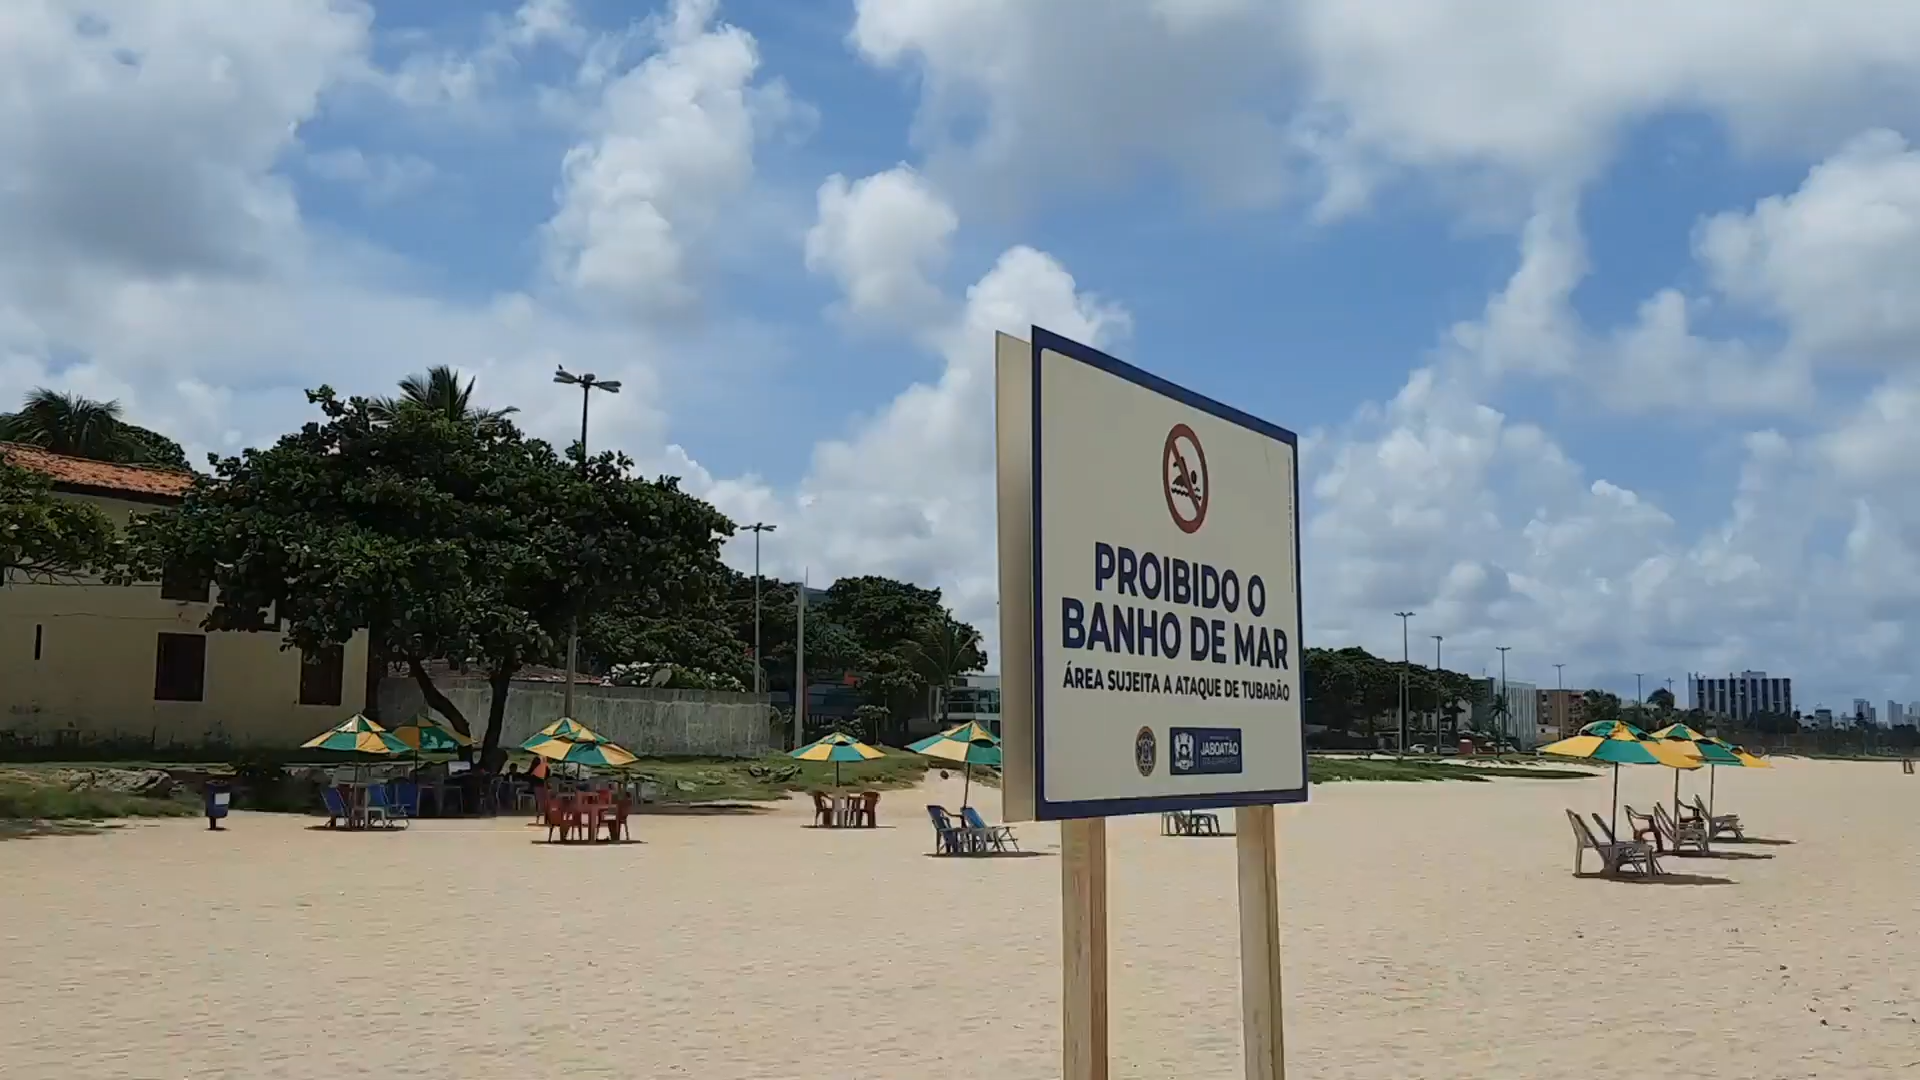 PROIBIDO O
BANHO DE MAR
ÁREA SUJEITA A ATAQUE DE TUBARÃO
JABOATÃO